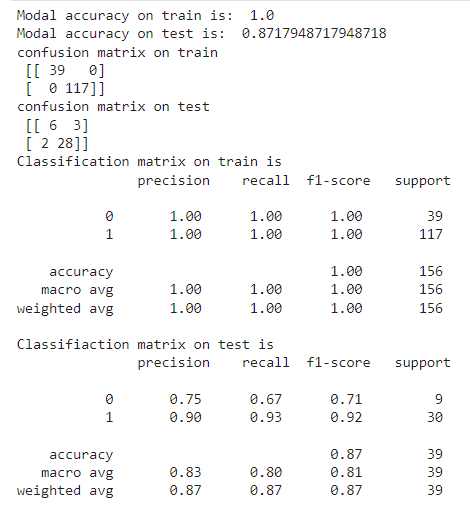 Modal accuracy on train is:  1.0
Modal accuracy on test is:  0.8717948717948718
confusion matrix on train
 [[ 39   0]
 [  0 117]]
confusion matrix on test
 [[ 6  3]
 [ 2 28]]
Classification matrix on train is
              precision    recall  f1-score   support

           0       1.00      1.00      1.00        39
           1       1.00      1.00      1.00       117

    accuracy                           1.00       156
   macro avg       1.00      1.00      1.00       156
weighted avg       1.00      1.00      1.00       156

Classifiaction matrix on test is
              precision    recall  f1-score   support

           0       0.75      0.67      0.71         9
           1       0.90      0.93      0.92        30

    accuracy                           0.87        39
   macro avg       0.83      0.80      0.81        39
weighted avg       0.87      0.87      0.87        39